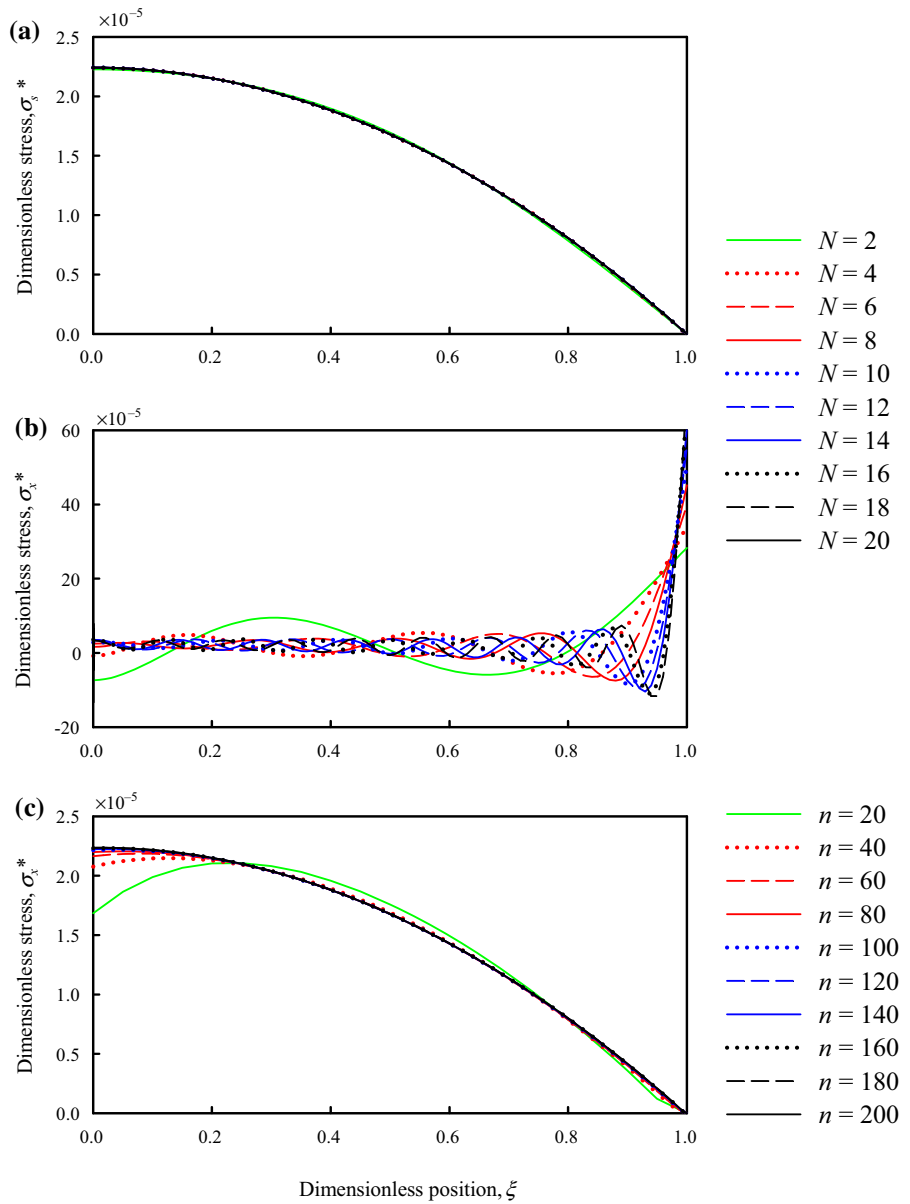 (a)
×10⁻⁵
2.5
2.0
1.5
1.0
0.5
0.0
Dimensionless stress,σₛ*
0.0 0.2 0.4 0.6 0.8 1.0
N = 2
N = 4
N = 6
N = 8
N = 10
N = 12
N = 14
N = 16
N = 18
N = 20
(b)
×10⁻⁵
60
40
20
0
-20
Dimensionless stress, σₓ*
0.0 0.2 0.4 0.6 0.8 1.0
(c)
×10⁻⁵
2.5
2.0
1.5
1.0
0.5
0.0
Dimensionless stress, σₓ*
0.0 0.2 0.4 0.6 0.8 1.0
Dimensionless position, ξ
n = 20
n = 40
n = 60
n = 80
n = 100
n = 120
n = 140
n = 160
n = 180
n = 200